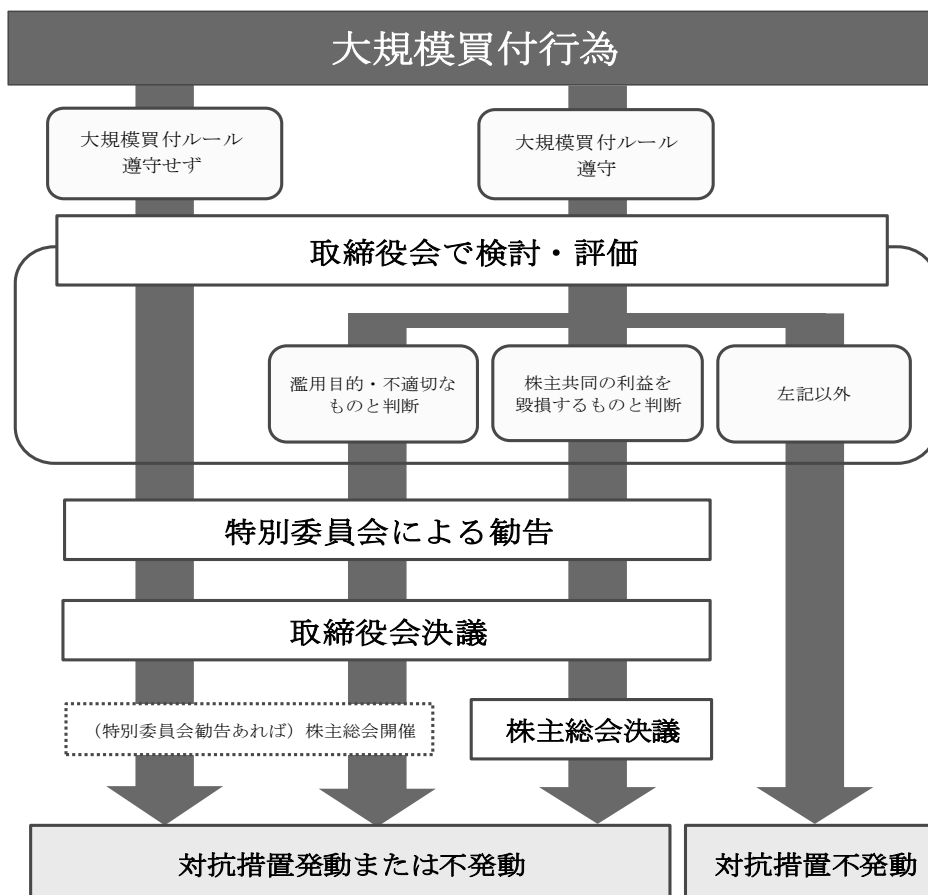 大規模買付行為
大規模買付ルール
遵守せず
大規模買付ルール
遵守
取締役会で検討・評価
濫用目的・不適切な
ものと判断
株主共同の利益を
毀損するものと判断
左記以外
特別委員会による勧告
取締役会決議
（特別委員会勧告あれば）株主総会開催
株主総会決議
対抗措置発動または不発動
対抗措置不発動